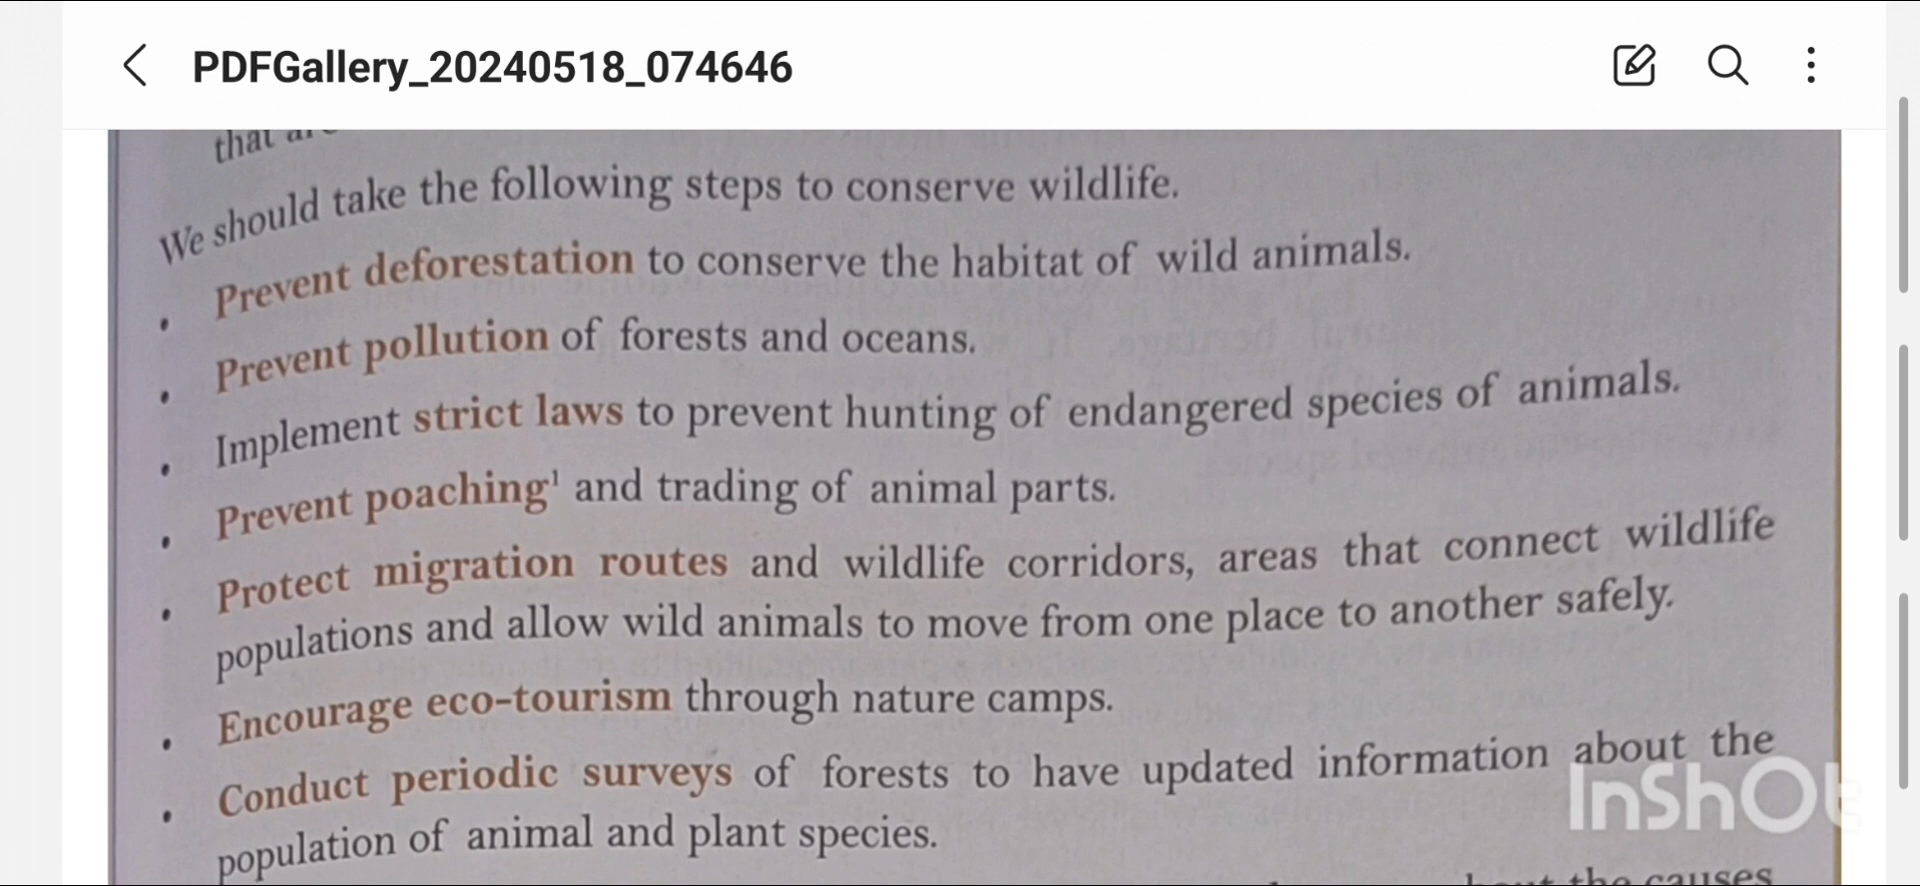 PDFGallery_20240518_074646
that
We should take the following steps to conserve wildlife.
• Prevent deforestation to conserve the habitat of wild animals.
• Prevent pollution of forests and oceans.
• Implement strict laws to prevent hunting of endangered species of animals.
• Prevent poaching¹ and trading of animal parts.
• Protect migration routes and wildlife corridors, areas that connect wildlife
populations and allow wild animals to move from one place to another safely.
• Encourage eco-tourism through nature camps.
• Conduct periodic surveys of forests to have updated information about the
population of animal and plant species.
the causes
InShOt